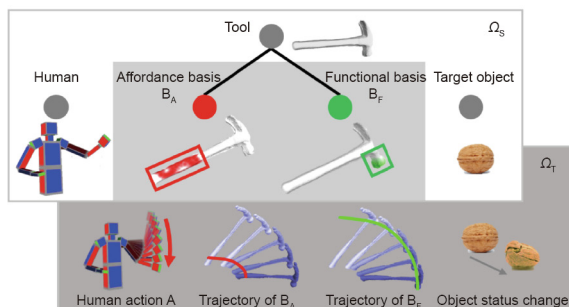 Tool
Ω_S
Human
Affordance basis
B_A
Functional basis
B_F
Target object
Ω_T
Human action A
Trajectory of B_A
Trajectory of B_F
Object status change